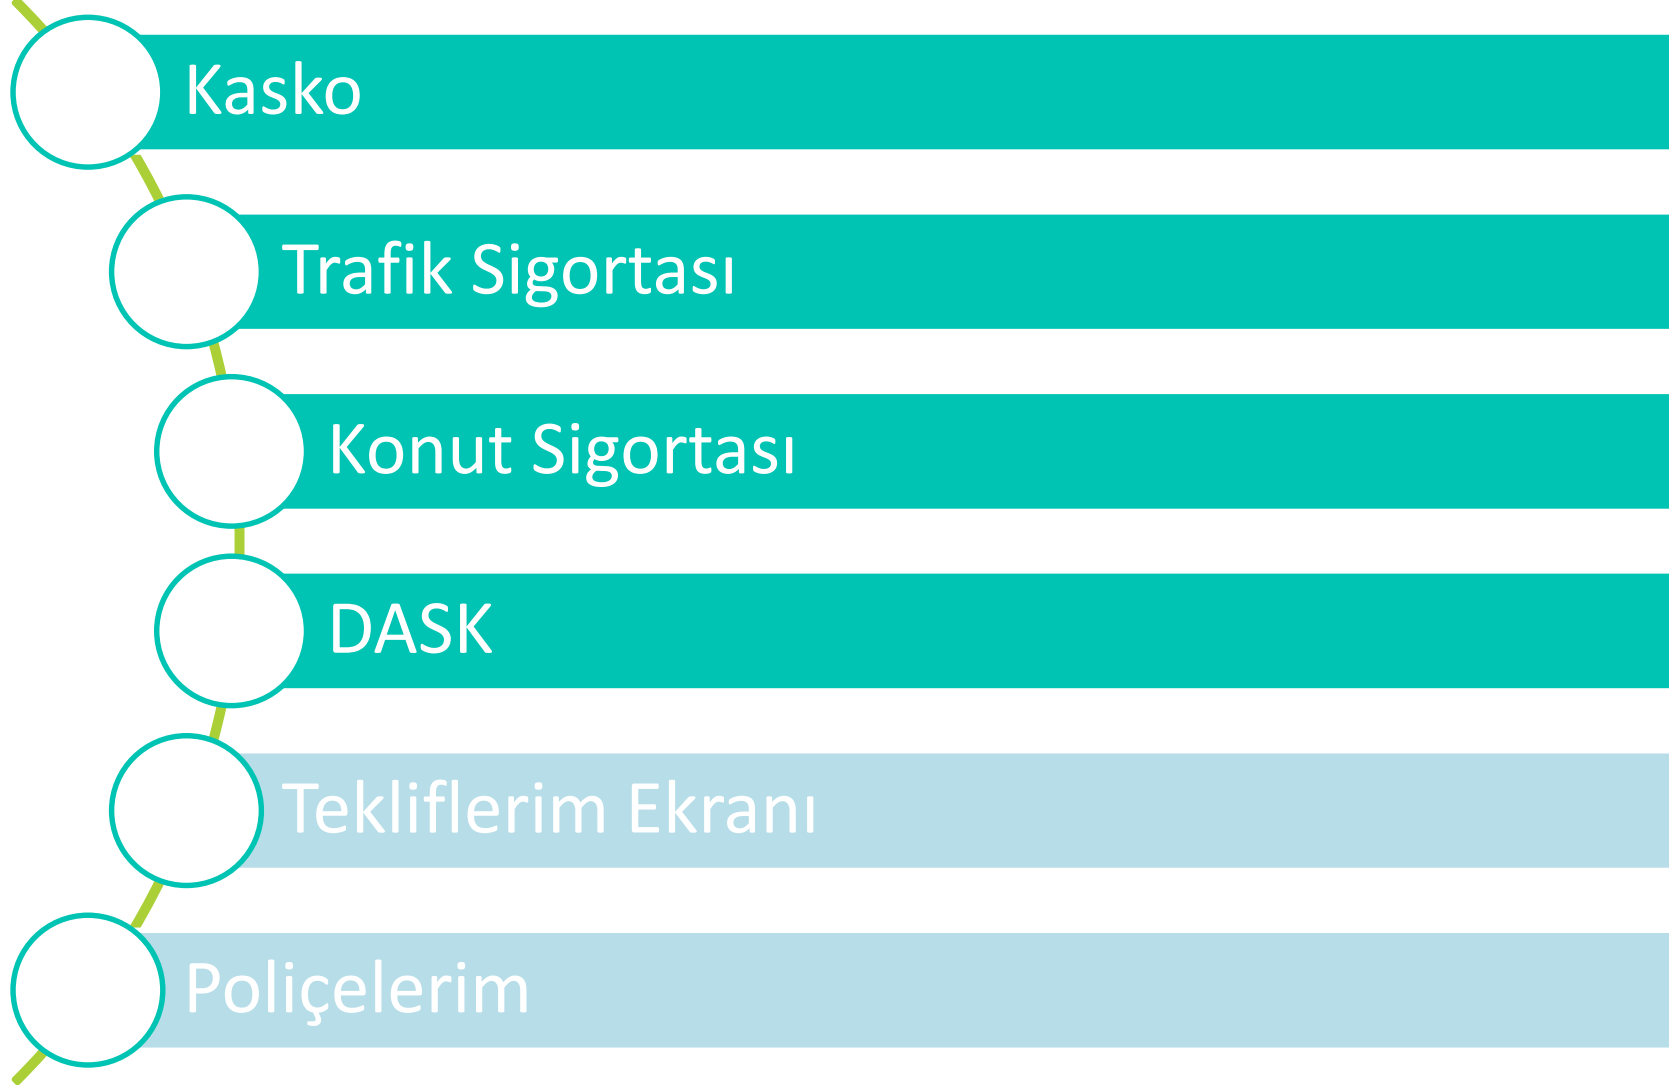 Kasko
Trafik Sigortası
Konut Sigortası
DASK
Tekliflerim Ekranı
Poliçelerim